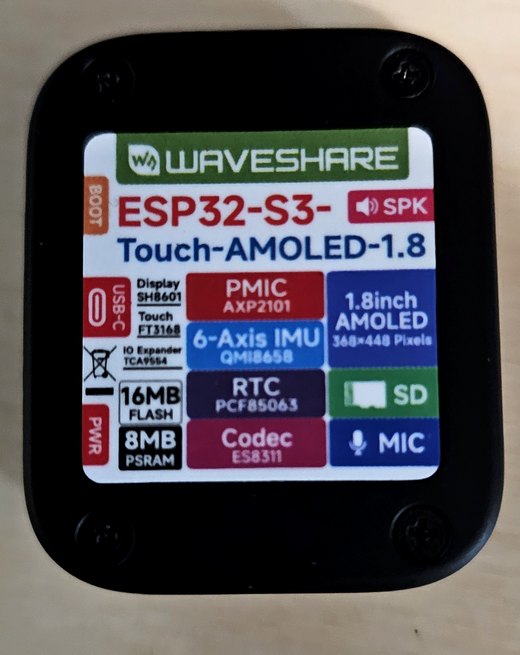 WAVESHARE
BOOT
ESP32-S3-
SPK
Touch-AMOLED-1.8
USB-C
Display
SH8601
Touch
FT3168
IO Expander
TCA9554
PMIC
AXP2101
6-Axis IMU
QMI8658
1.8inch
AMOLED
368×448 Pixels
PWR
16MB
FLASH
8MB
PSRAM
RTC
PCF85063
Codec
ES8311
SD
MIC